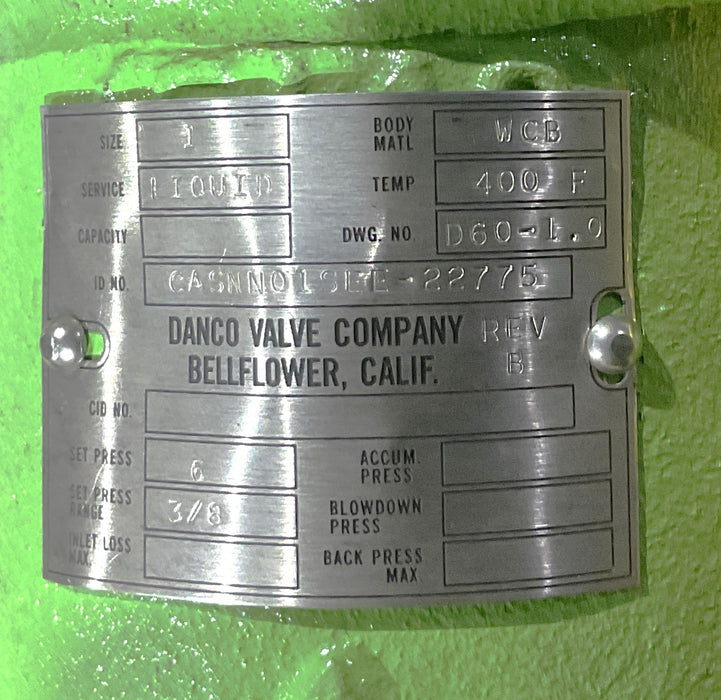 SIZE 1 BODY MATL WCB
SERVICE LIQUID TEMP 400 F
CAPACITY DWG. NO D60-1.0
ID NO. CASNN01SEE-22775
DANCO VALVE COMPANY REV
BELLFLOWER, CALIF. B
CID NO.
SET PRESS 6 ACCUM. PRESS
SET PRESS RANGE 3/8 BLOWDOWN PRESS
INLET LOSS MAX. BACK PRESS MAX